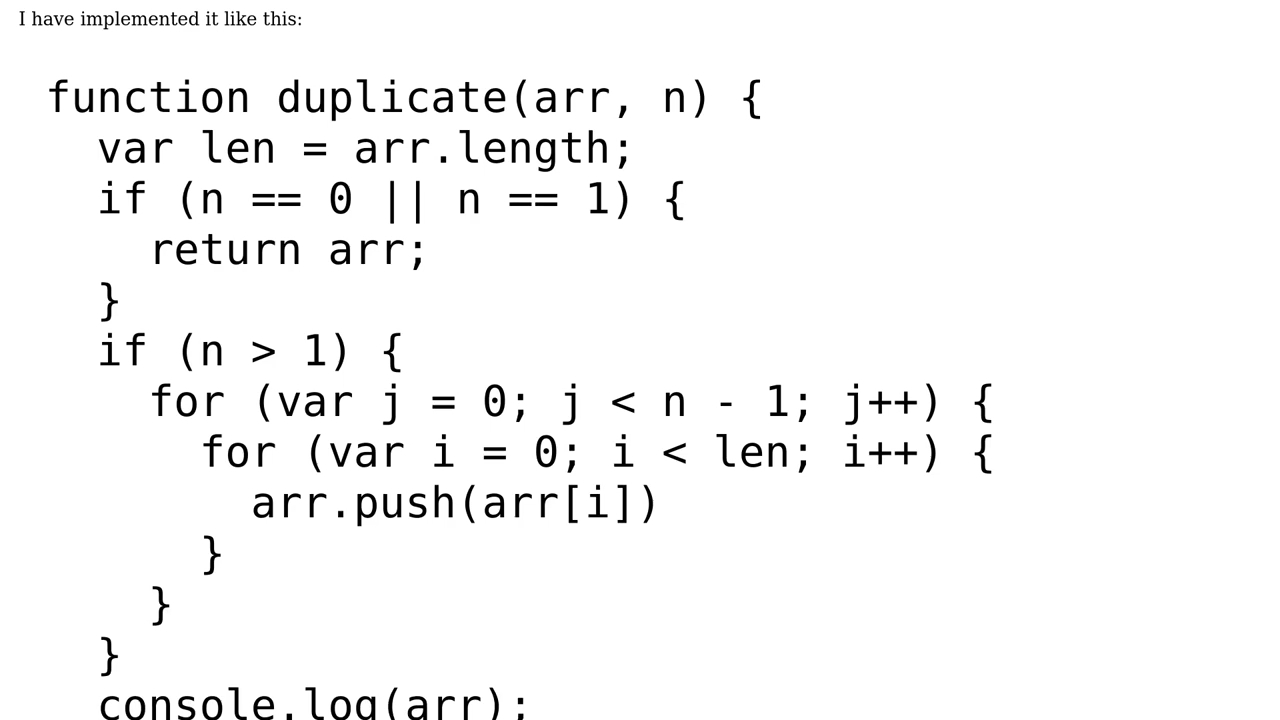 I have implemented it like this:
function duplicate(arr, n) {
  var len = arr.length;
  if (n == 0 || n == 1) {
    return arr;
  }
  if (n > 1) {
    for (var j = 0; j < n - 1; j++) {
      for (var i = 0; i < len; i++) {
        arr.push(arr[i])
      }
    }
  }
  console.log(arr);